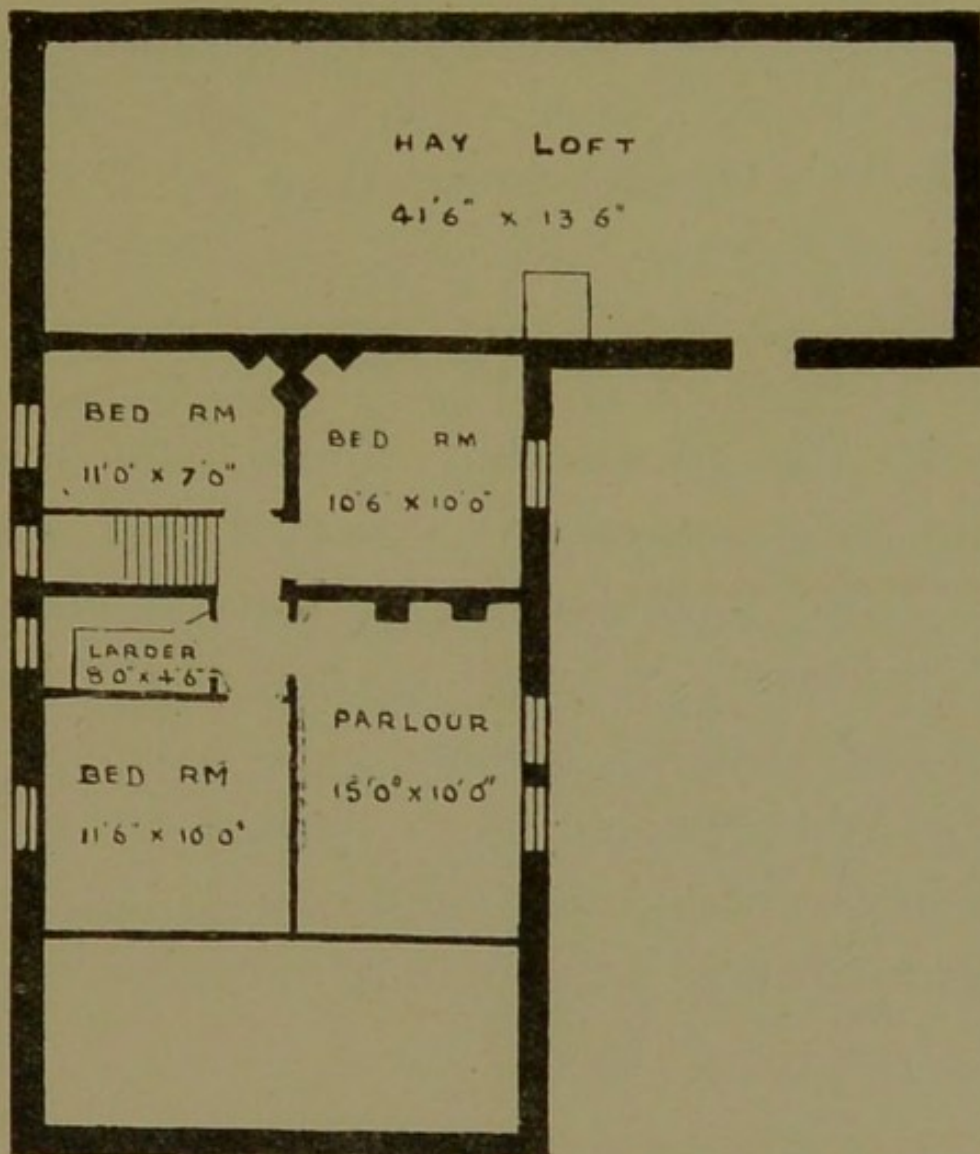 HAY LOFT
41'6" x 13 6"
BED RM
11'0" x 7'0"
BED RM
10'6 x 10'0"
LARDER
8 0" x 4'6"
PARLOUR
15'0" x 10'0"
BED RM
11'6" x 10 0"